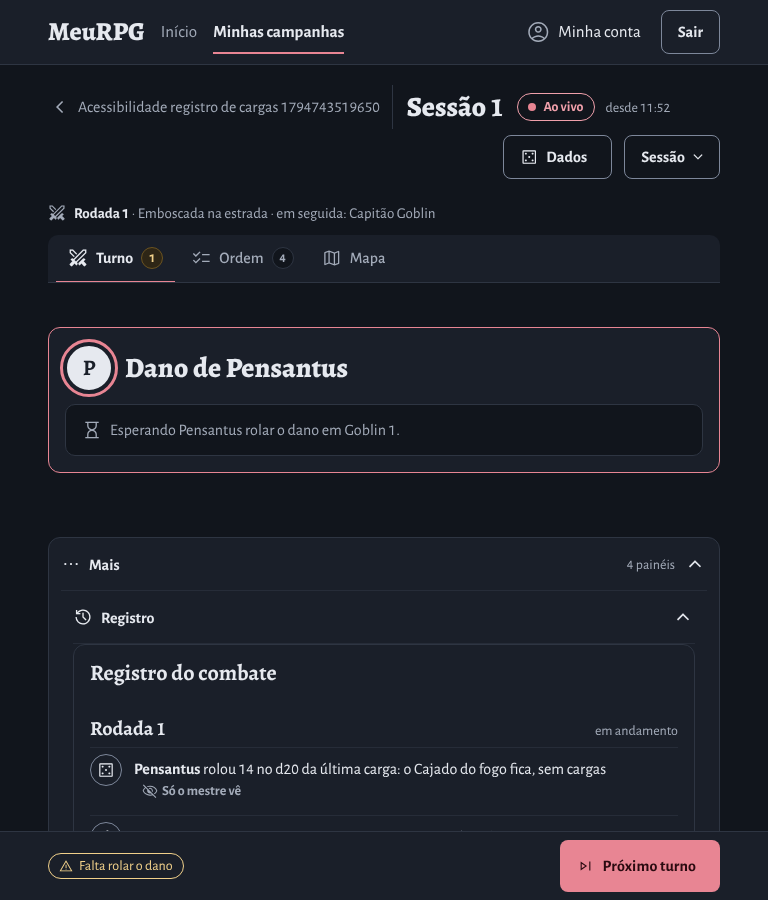 MeuRPG Início Minhas campanhas Minha conta Sair
Acessibilidade registro de cargas 1794743519650 Sessão 1 Ao vivo desde 11:52
Dados Sessão
Rodada 1 · Emboscada na estrada · em seguida: Capitão Goblin
Turno 1 Ordem 4 Mapa
P Dano de Pensantus
Esperando Pensantus rolar o dano em Goblin 1.
Mais 4 painéis
Registro
Registro do combate
Rodada 1 em andamento
Pensantus rolou 14 no d20 da última carga: o Cajado do fogo fica, sem cargas
Só o mestre vê
Falta rolar o dano Próximo turno